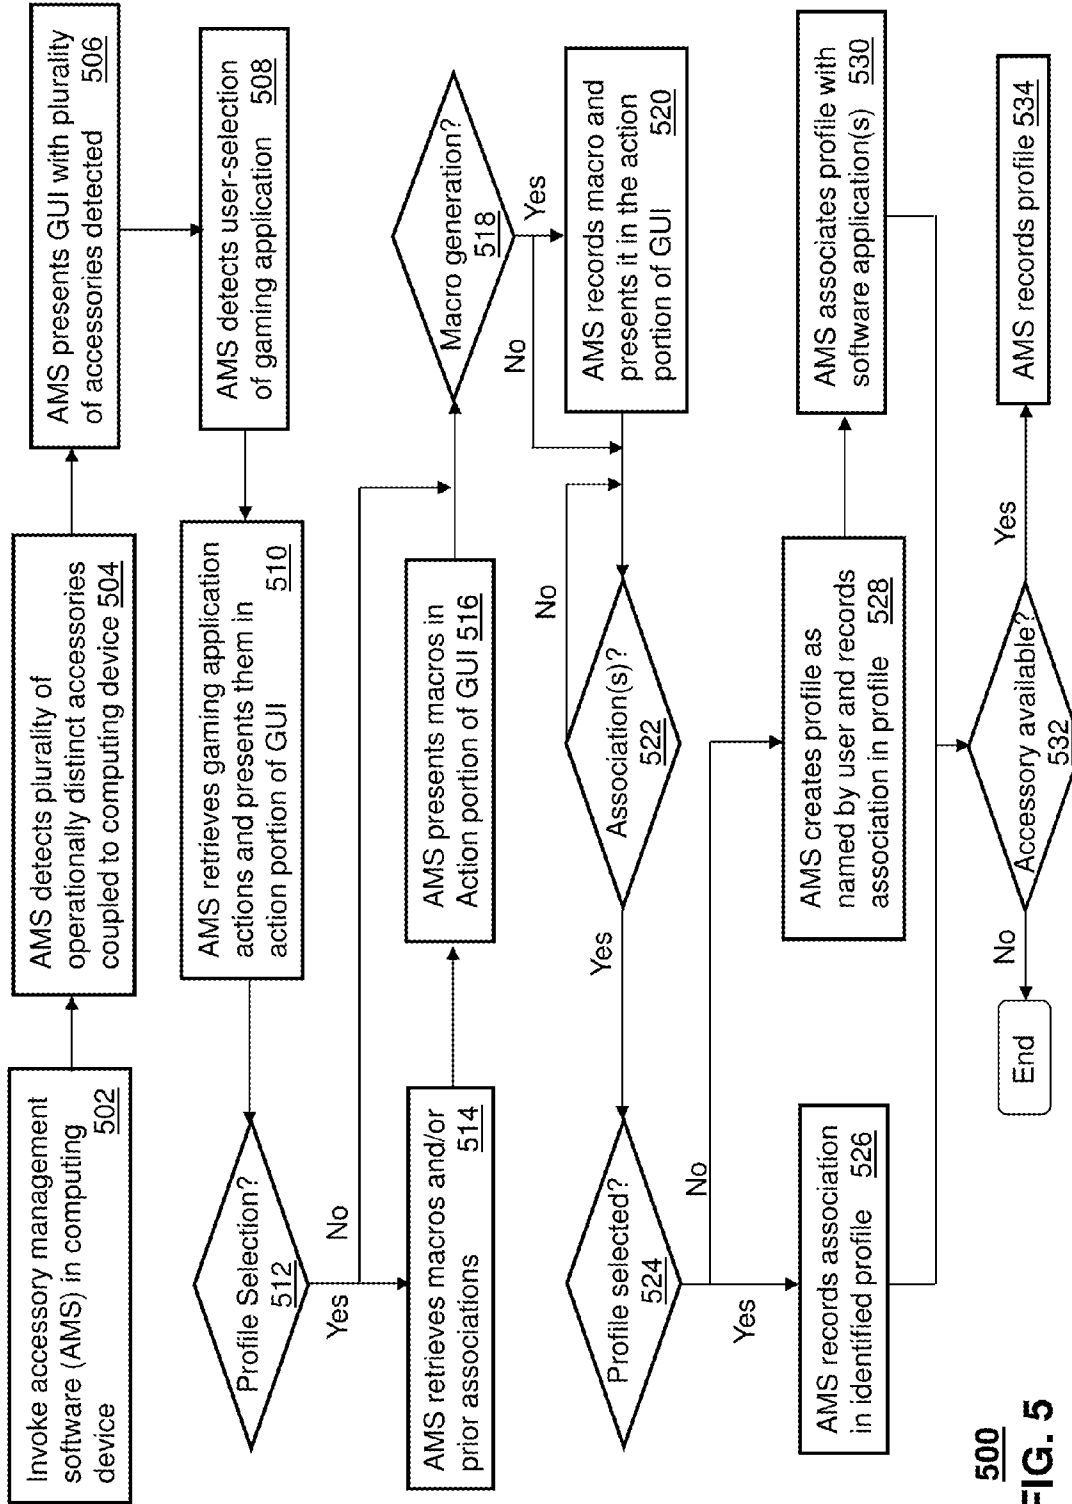 Invoke accessory management
software (AMS) in computing
device 502
AMS detects plurality of
operationally distinct accessories
coupled to computing device 504
AMS presents GUI with plurality
of accessories detected 506
AMS detects user-selection
of gaming application 508
AMS retrieves gaming application
actions and presents them in
action portion of GUI 510
Profile Selection?
512
No
Yes
AMS retrieves macros and/or
prior associations 514
AMS presents macros in
Action portion of GUI 516
Macro generation?
518
Yes
No
AMS records macro and
presents it in the action
portion of GUI 520
Association(s)?
522
No
Yes
Profile selected?
524
No
Yes
AMS records association
in identified profile 526
AMS creates profile as
named by user and records
association in profile 528
AMS associates profile with
software application(s) 530
Accessory available?
532
No
Yes
End
AMS records profile 534
500
FIG. 5